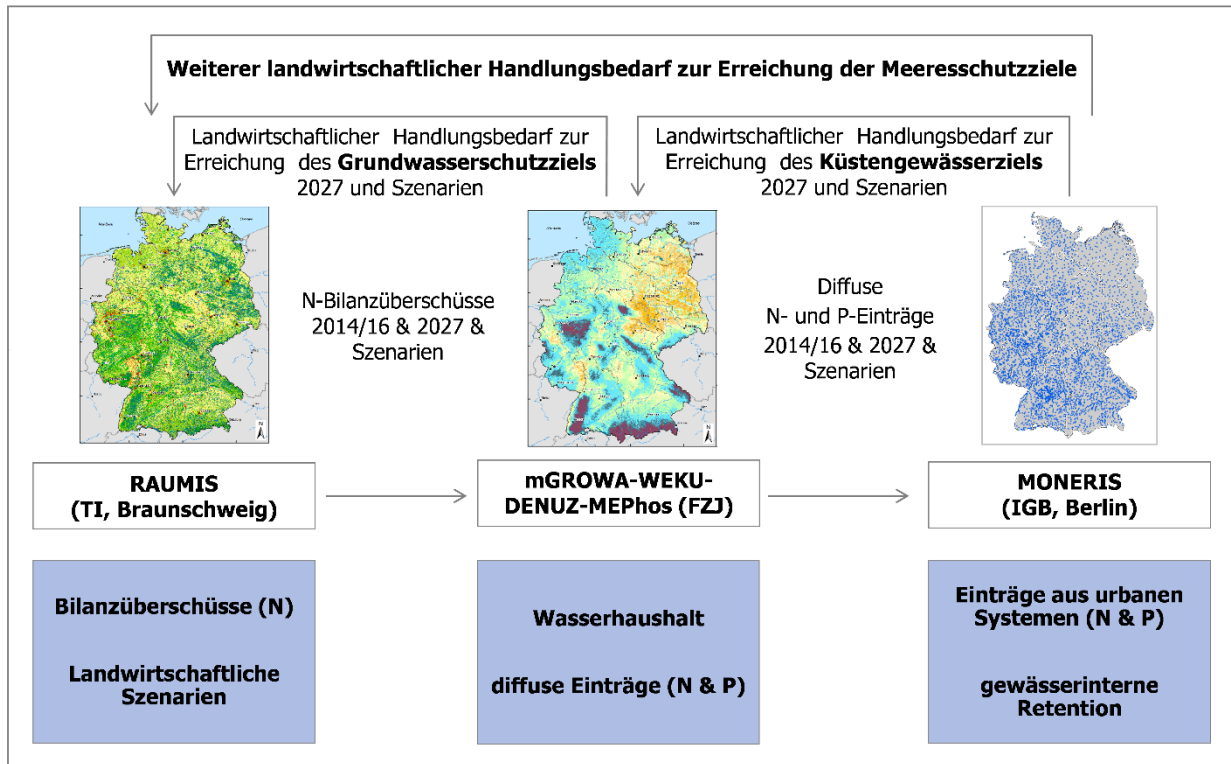 Weiterer landwirtschaftlicher Handlungsbedarf zur Erreichung der Meeresschutzziele
Landwirtschaftlicher Handlungsbedarf zur
Erreichung des Grundwasserschutzziels
2027 und Szenarien
Landwirtschaftlicher Handlungsbedarf zur
Erreichung des Küstengewässerziels
2027 und Szenarien
N-Bilanzüberschüsse
2014/16 & 2027 &
Szenarien
Diffuse
N- und P-Einträge
2014/16 & 2027 &
Szenarien
N
N
RAUMIS
(TI, Braunschweig)
mGROWA-WEKU-
DENUZ-MEPhos (FZJ)
MONERIS
(IGB, Berlin)
Bilanzüberschüsse (N)
Landwirtschaftliche
Szenarien
Wasserhaushalt
diffuse Einträge (N & P)
Einträge aus urbanen
Systemen (N & P)
gewässerinterne
Retention